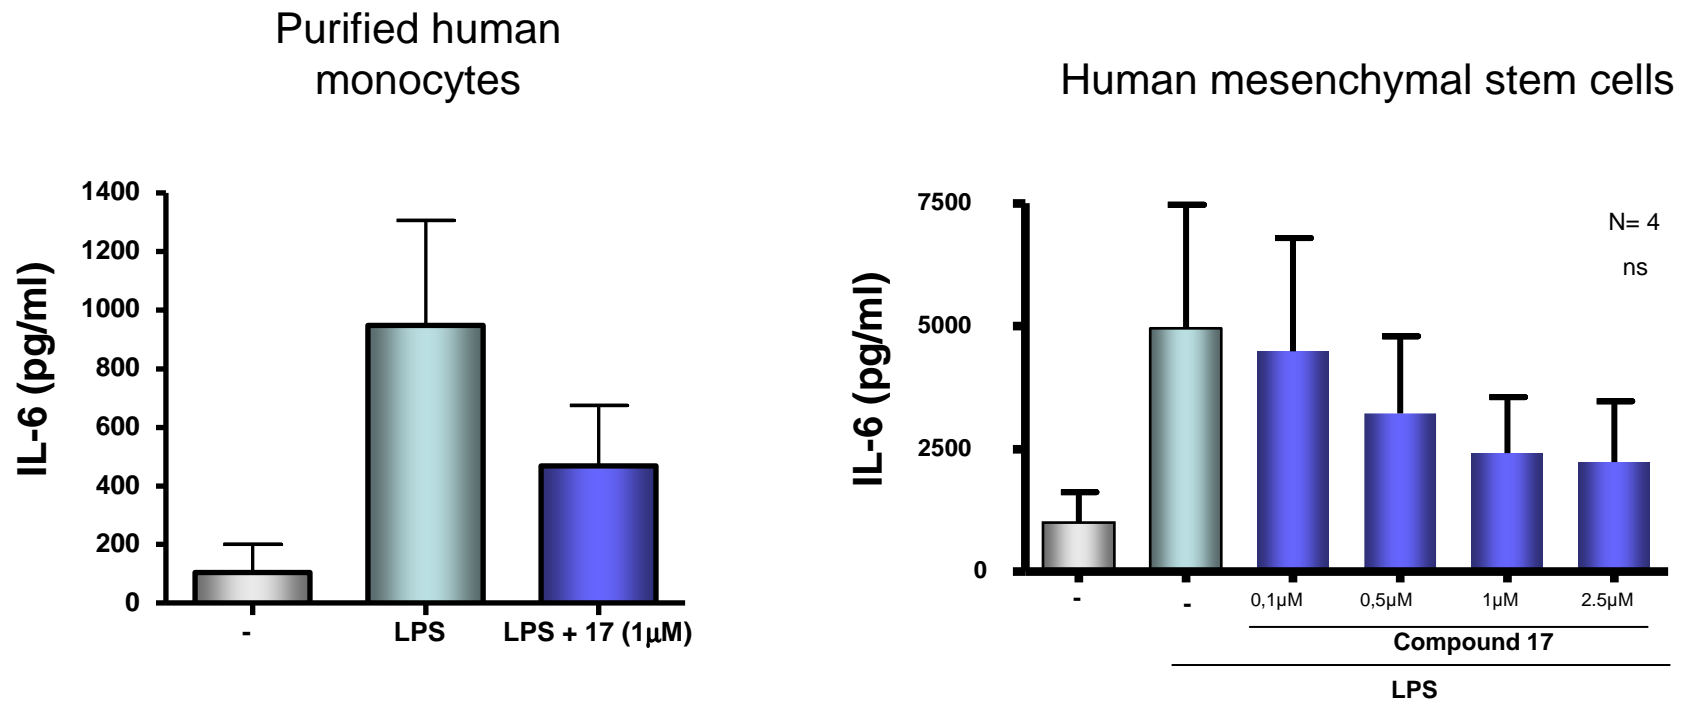 Purified human
monocytes
IL-6 (pg/ml)
1400
1200
1000
800
600
400
200
0
-
LPS
LPS + 17 (1μM)
Human mesenchymal stem cells
IL-6 (pg/ml)
7500
5000
2500
0
N= 4
ns
-
-
0,1µM
0,5µM
1µM
2.5µM
Compound 17
LPS